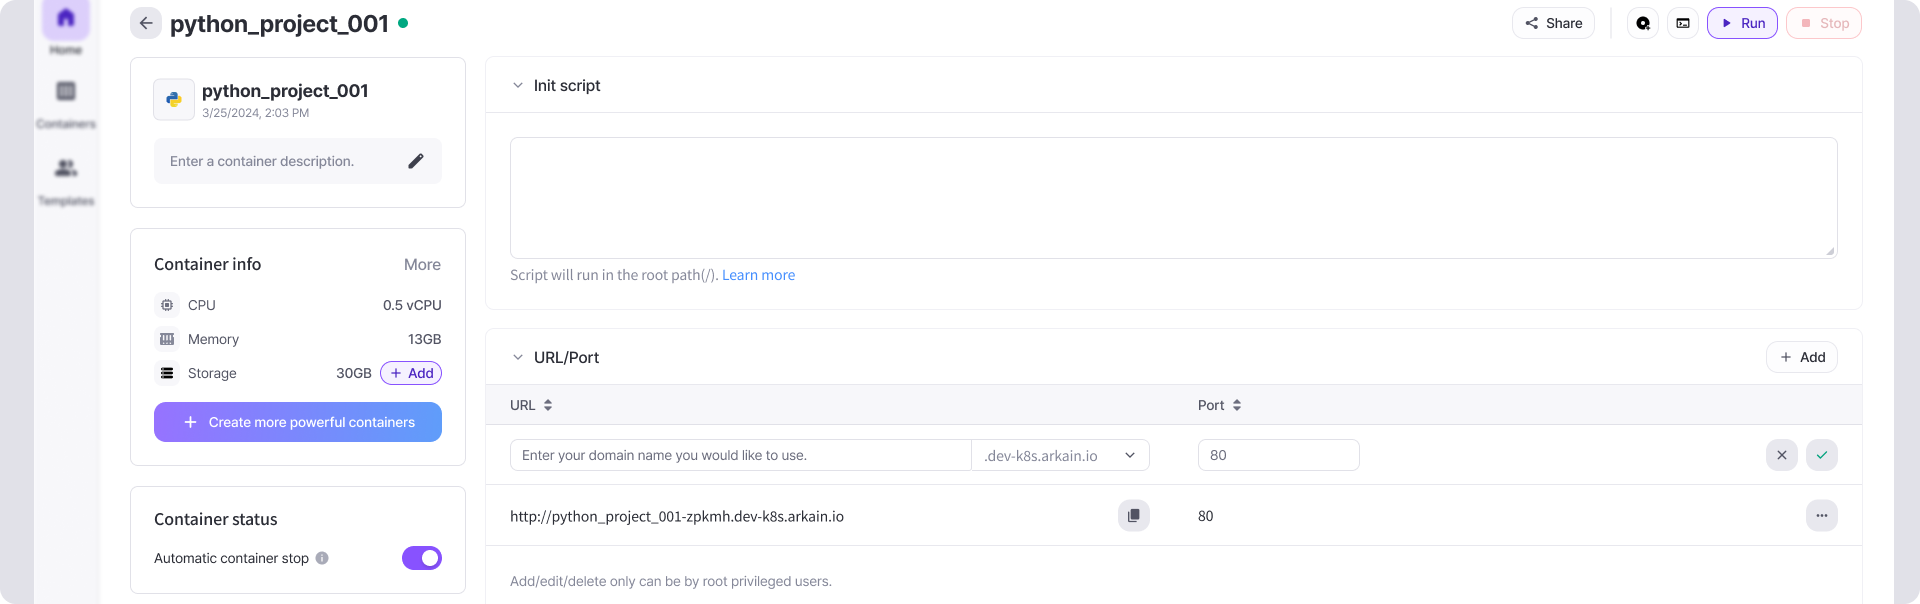 Home
Containers
Templates
python_project_001
Share
Run
Stop
python_project_001
3/25/2024, 2:03 PM
Enter a container description.
Container info
More
CPU
0.5 vCPU
Memory
13GB
Storage
30GB
Add
Create more powerful containers
Container status
Automatic container stop
Init script
Script will run in the root path(/). Learn more
URL/Port
Add
URL
Port
Enter your domain name you would like to use.
.dev-k8s.arkain.io
80
http://python_project_001-zpkmh.dev-k8s.arkain.io
80
Add/edit/delete only can be by root privileged users.